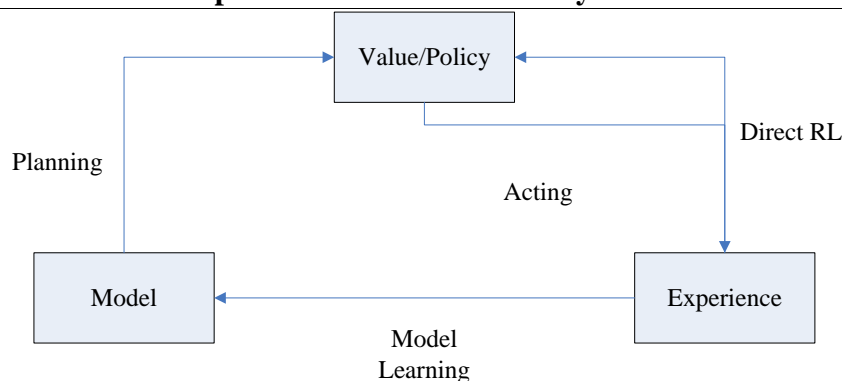 Value/Policy
Direct RL
Planning
Acting
Model
Experience
Model
Learning